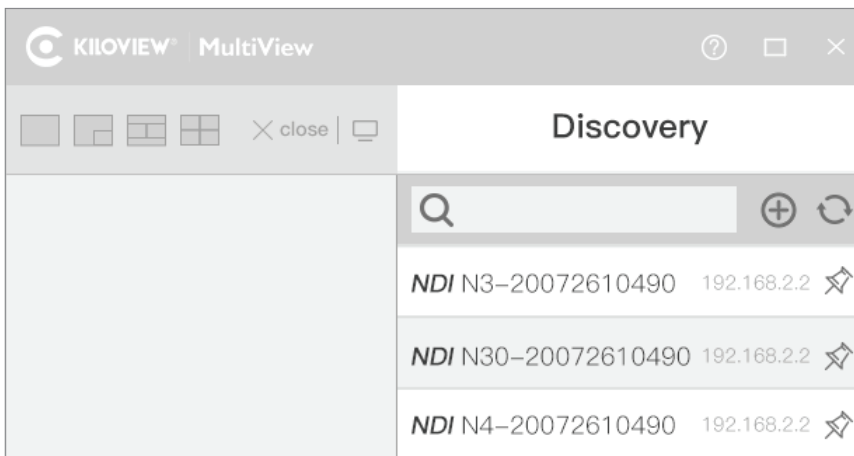 KILOVIEW® MultiView
close
Discovery
NDI N3-20072610490 192.168.2.2
NDI N30-20072610490 192.168.2.2
NDI N4-20072610490 192.168.2.2